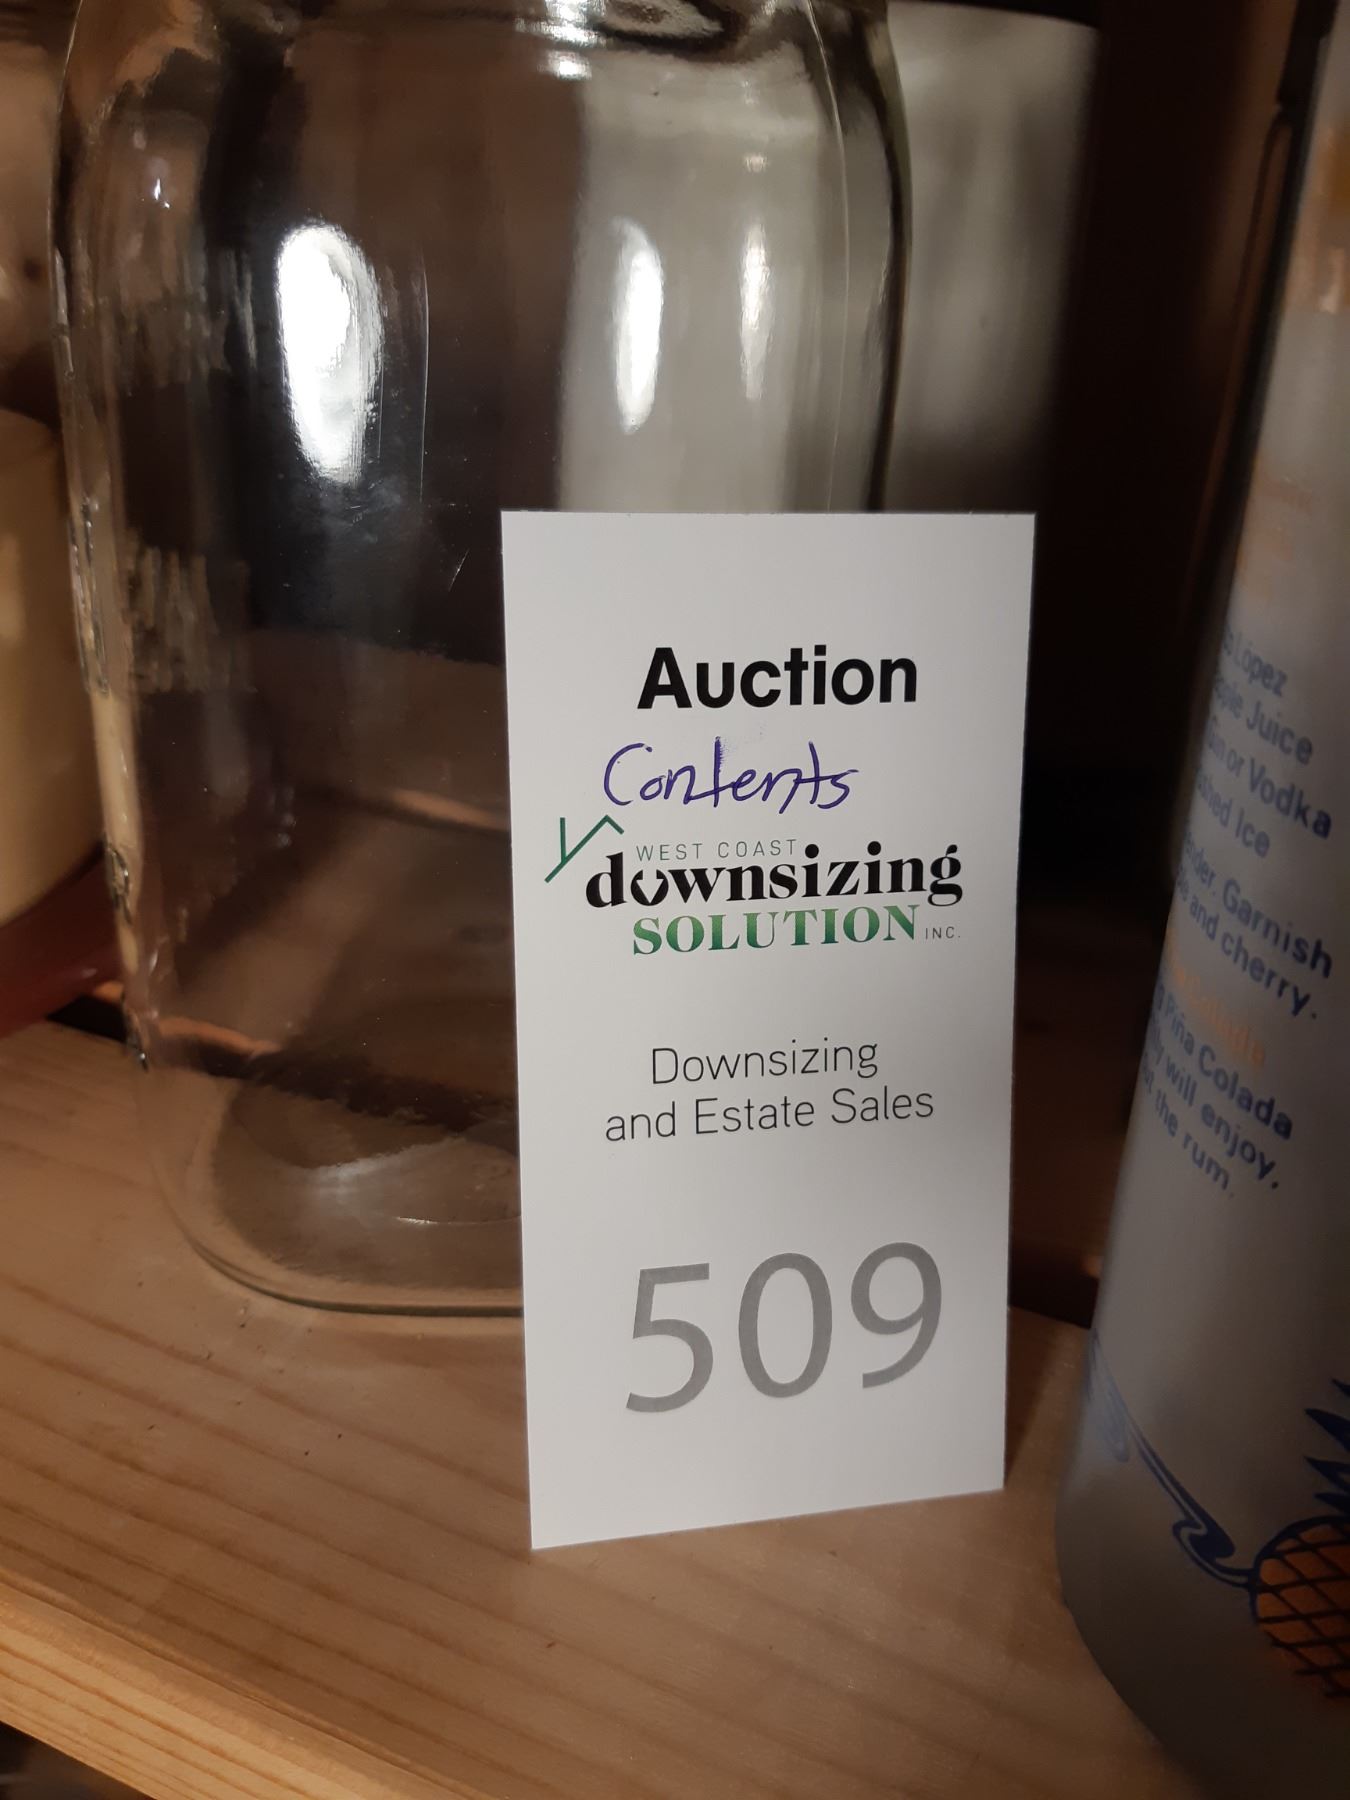 Auction
Contents
WEST COAST
downsizing
SOLUTION INC.
Downsizing
and Estate Sales
509
López
Juice
or Vodka
Ice
Garnish
and cherry.
Piña Colada
will enjoy.
the rum.